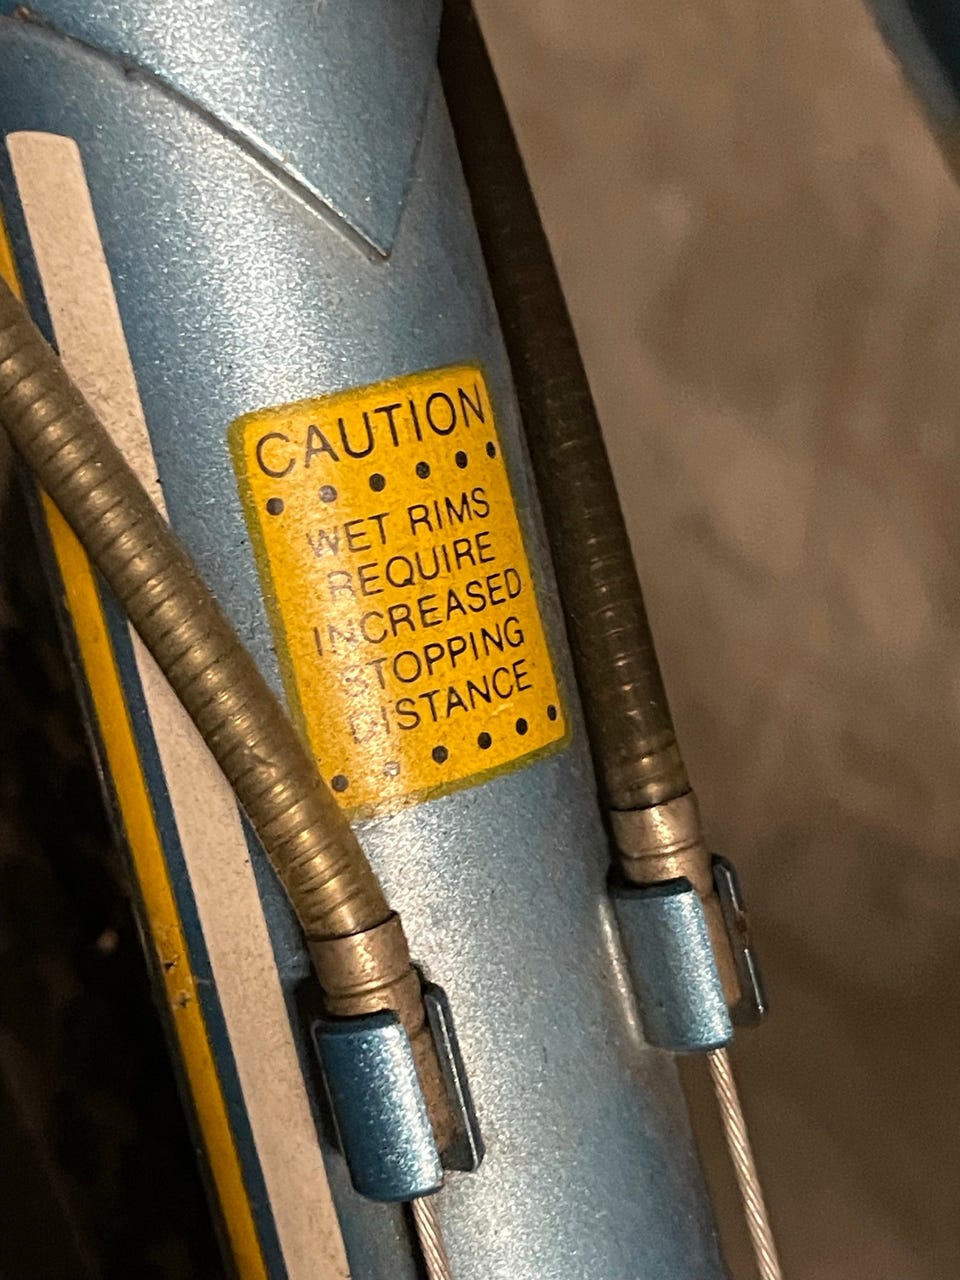 CAUTION
WET RIMS
REQUIRE
INCREASED
STOPPING
DISTANCE